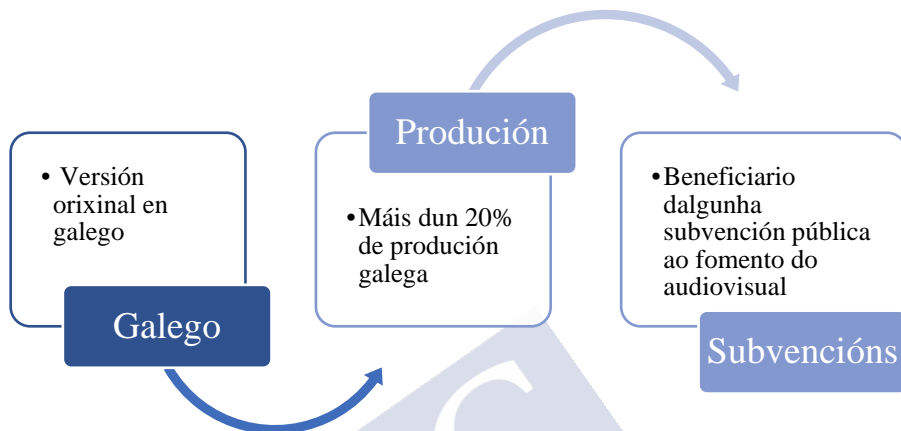 • Versión
orixinal en
galego
Galego
Produción
•Máis dun 20%
de produción
galega
•Beneficiario
dalgunha
subvención pública
ao fomento do
audiovisual
Subvencións
C